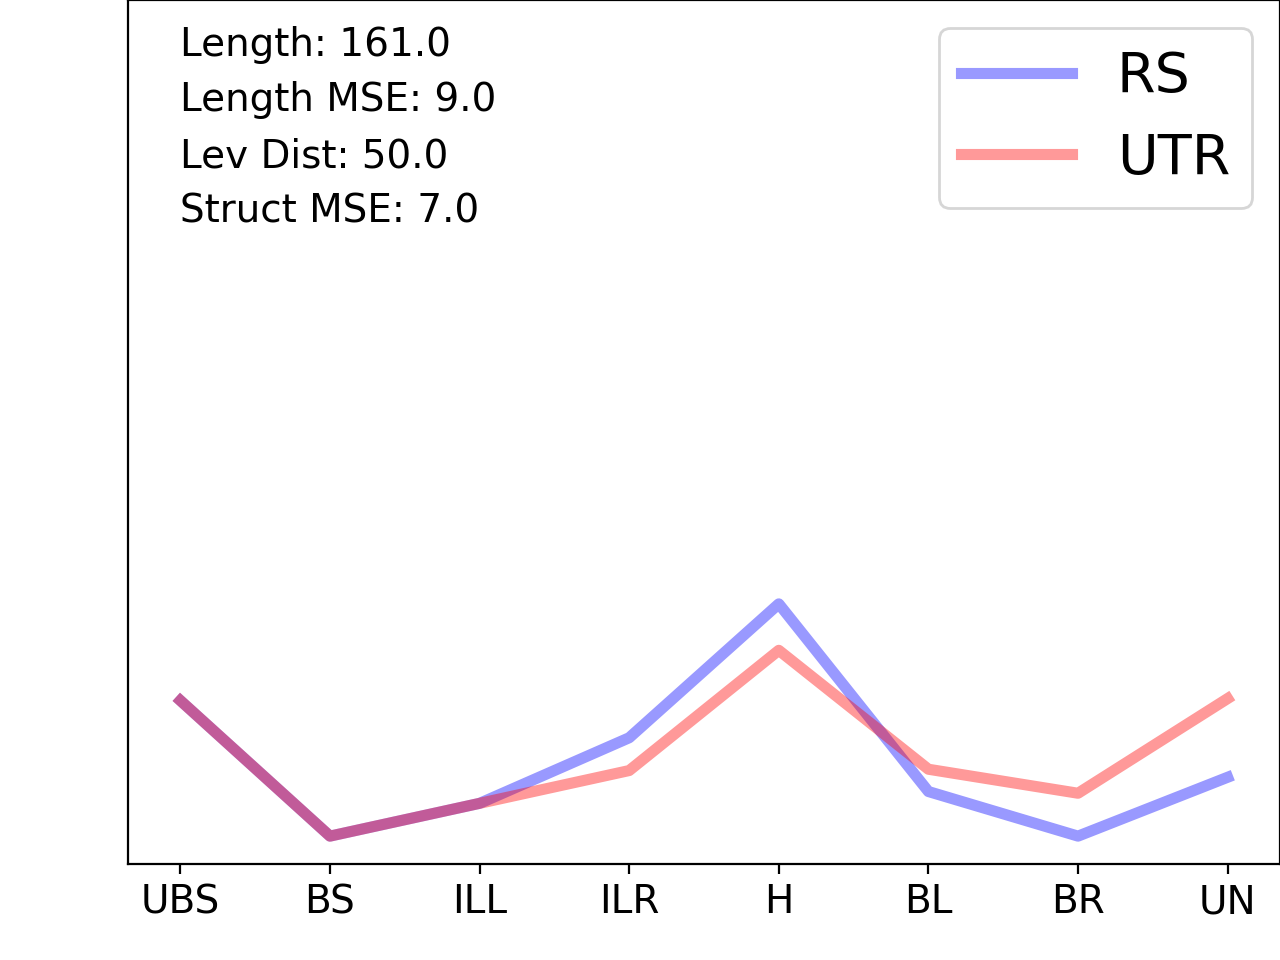 Length: 161.0
Length MSE: 9.0
Lev Dist: 50.0
Struct MSE: 7.0
RS
UTR
UBS BS ILL ILR H BL BR UN